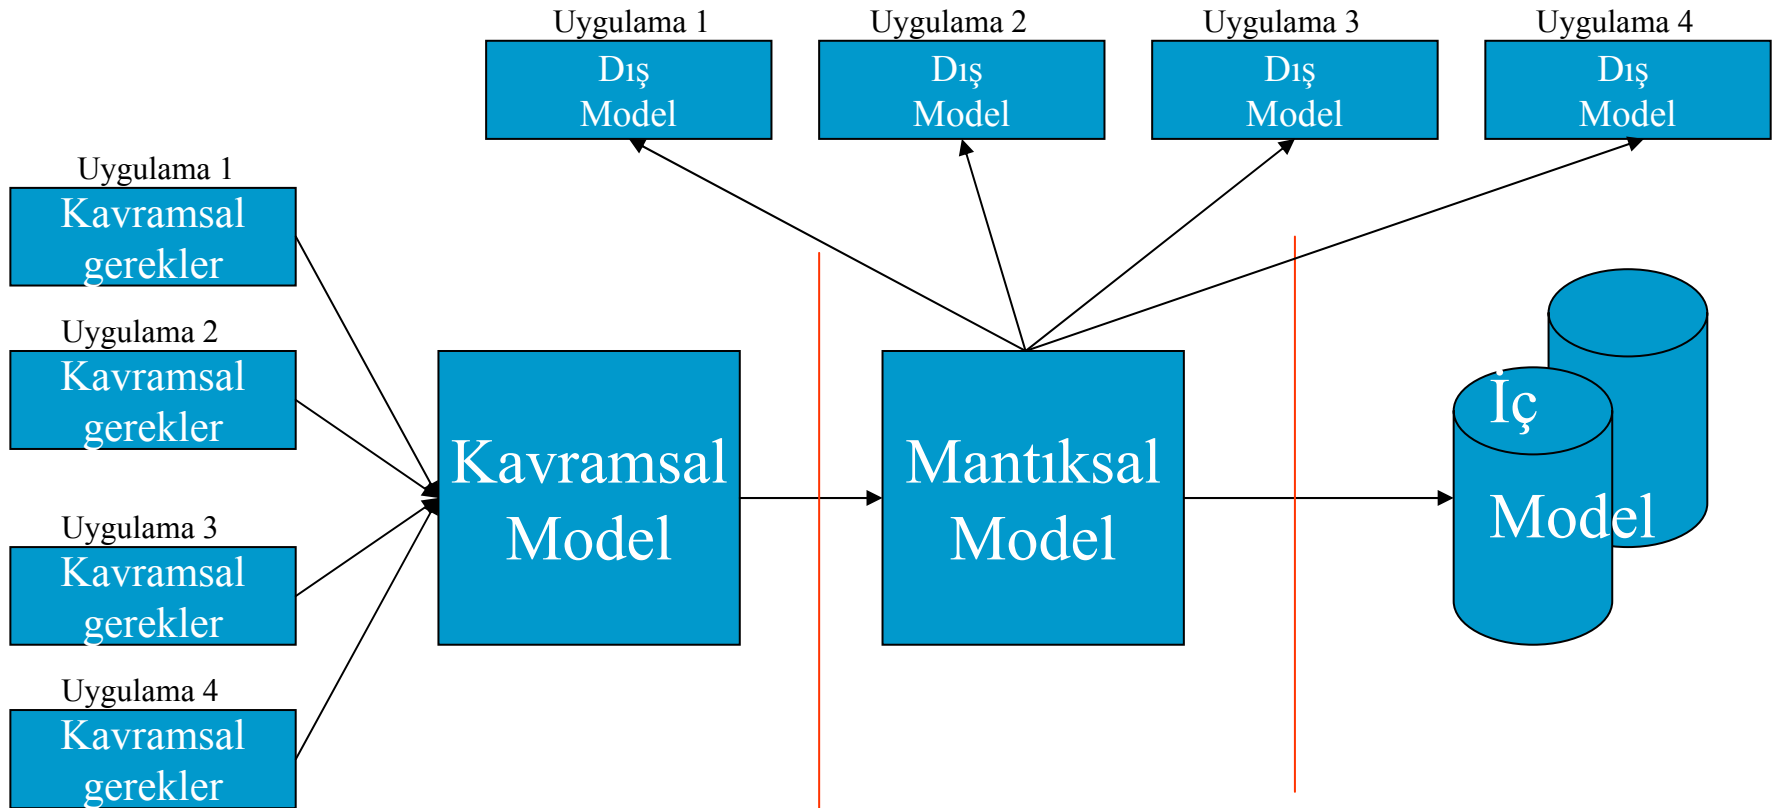 Uygulama 1
Dış
Model
Uygulama 2
Dış
Model
Uygulama 3
Dış
Model
Uygulama 4
Dış
Model
Uygulama 1
Kavramsal
gerekler
Uygulama 2
Kavramsal
gerekler
Uygulama 3
Kavramsal
gerekler
Uygulama 4
Kavramsal
gerekler
Kavramsal
Model
Mantıksal
Model
İç
Model